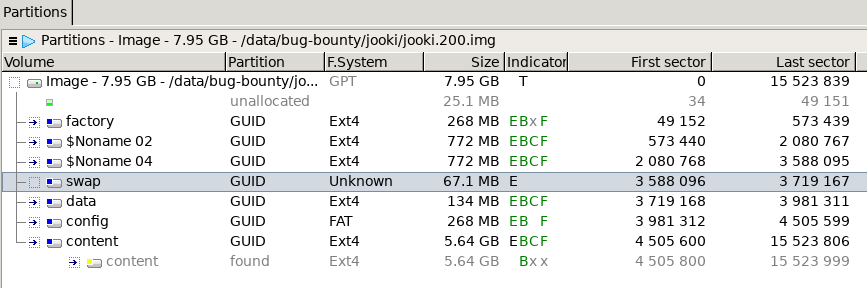 Partitions
Partitions - Image - 7.95 GB - /data/bug-bounty/jooki/jooki.200.img
Volume Partition F.System Size Indicator First sector Last sector
Image - 7.95 GB - /data/bug-bounty/jo... GPT 7.95 GB T 0 15 523 839
unallocated 25.1 MB 34 49 151
factory GUID Ext4 268 MB EBxF 49 152 573 439
$Noname 02 GUID Ext4 772 MB EBCF 573 440 2 080 767
$Noname 04 GUID Ext4 772 MB EBCF 2 080 768 3 588 095
swap GUID Unknown 67.1 MB E 3 588 096 3 719 167
data GUID Ext4 134 MB EBCF 3 719 168 3 981 311
config GUID FAT 268 MB EB F 3 981 312 4 505 599
content GUID Ext4 5.64 GB EBCF 4 505 600 15 523 806
content found Ext4 5.64 GB Bxx 4 505 800 15 523 999